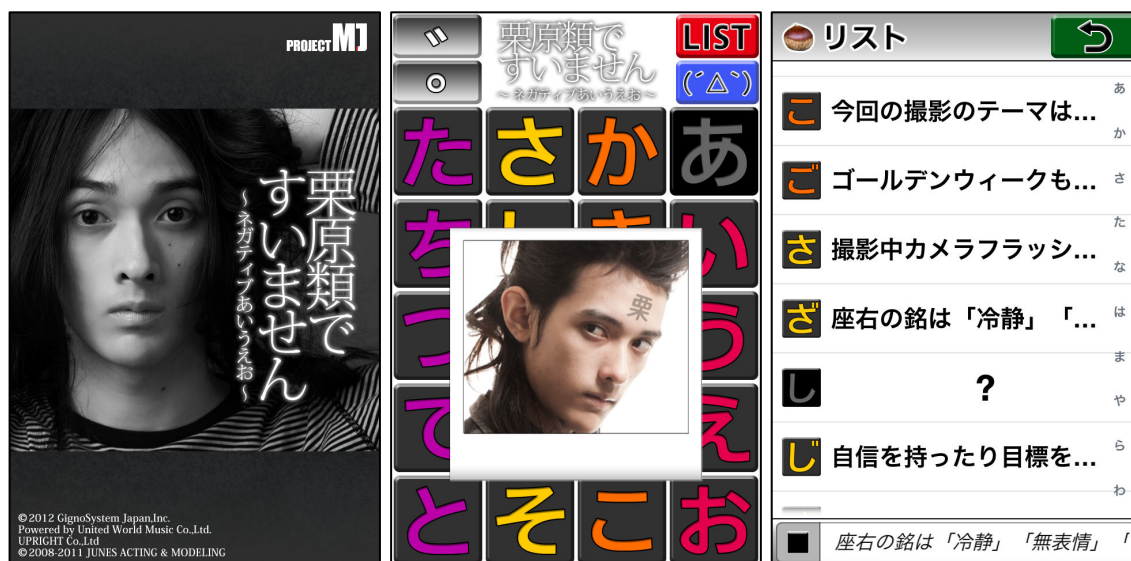 PROJECT MJ
栗原類で
すいません
～ネガティブあいうえお～
©2012 GignoSystem Japan,Inc.
Powered by United World Music Co.,Ltd.
UPRIGHT Co.,Ltd
©2008-2011 JUNES ACTING & MODELING
栗原類で
すいません
～ネガティブあいうえお～
LIST
(´△`)
た さ か あ
ち い
つ う
栗
て え
と そ こ お
リスト
こ 今回の撮影のテーマは...
ご ゴールデンウィークも...
さ 撮影中カメラフラッシ...
ざ 座右の銘は「冷静」「...
し ?
じ 自信を持ったり目標を...
あ
か
さ
た
な
は
ま
や
ら
わ
座右の銘は「冷静」「無表情」「